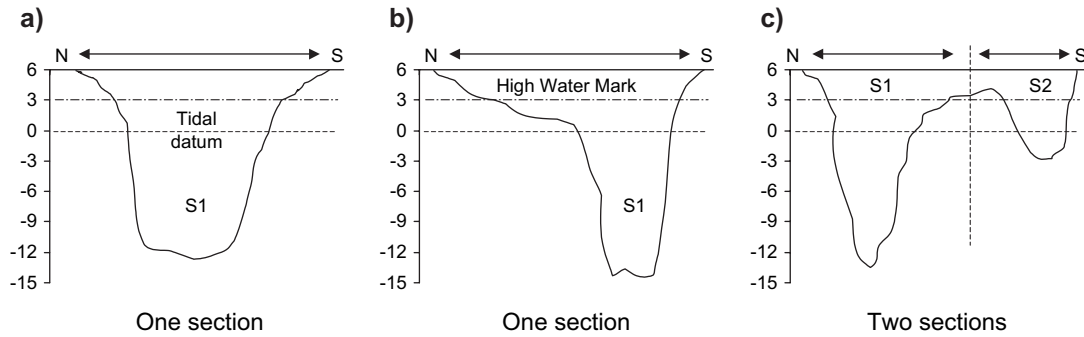 a)
N S
6
3
0
-3
-6
-9
-12
-15
Tidal
datum
S1
One section
b)
N S
6
3
0
-3
-6
-9
-12
-15
High Water Mark
S1
One section
c)
N S
6
3
0
-3
-6
-9
-12
-15
S1 S2
Two sections